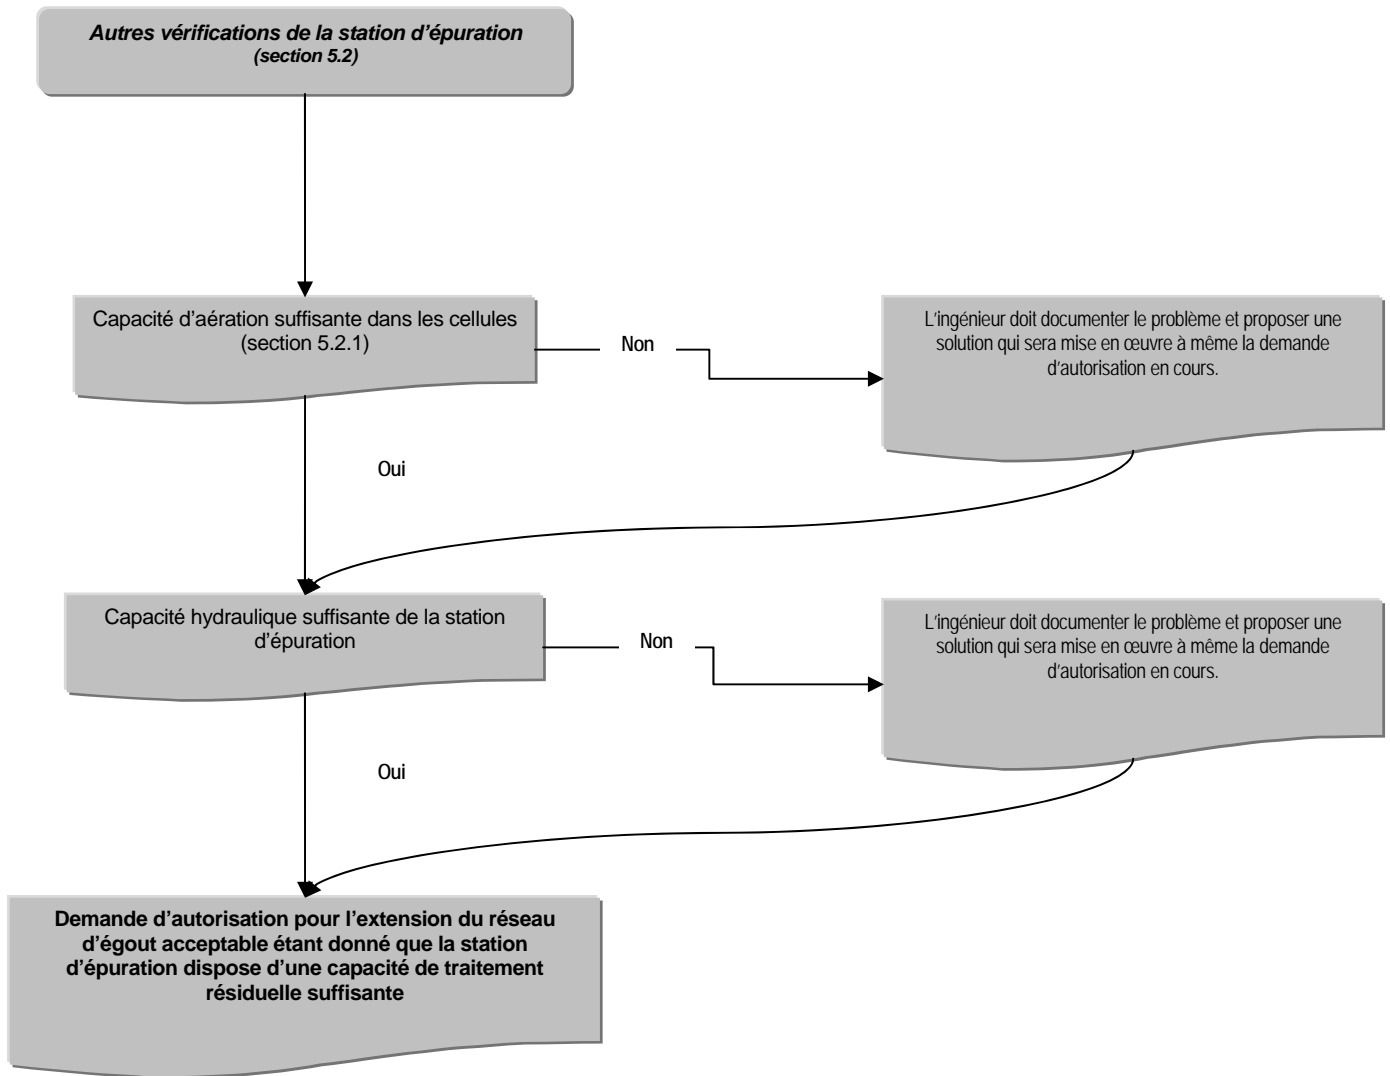 Autres vérifications de la station d'épuration
(section 5.2)
Capacité d'aération suffisante dans les cellules
(section 5.2.1)
Non
L'ingénieur doit documenter le problème et proposer une
solution qui sera mise en œuvre à même la demande
d'autorisation en cours.
Oui
Capacité hydraulique suffisante de la station
d'épuration
Non
L'ingénieur doit documenter le problème et proposer une
solution qui sera mise en œuvre à même la demande
d'autorisation en cours.
Oui
Demande d'autorisation pour l'extension du réseau
d'égout acceptable étant donné que la station
d'épuration dispose d'une capacité de traitement
résiduelle suffisante